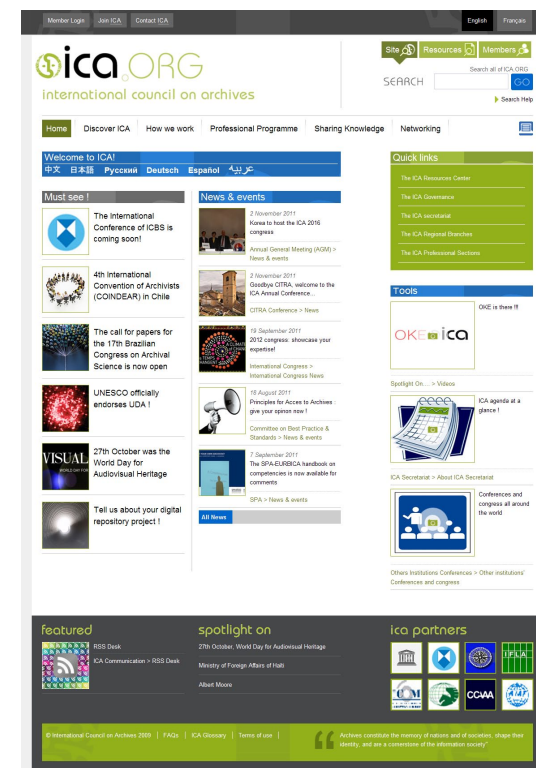 Member Login
Join ICA
Contact ICA
English
Français
ica.ORG
international council on archives
Site
Resources
Members
Search all of ICA.ORG
SEARCH
GO
Search Help
Home
Discover ICA
How we work
Professional Programme
Sharing Knowledge
Networking
Welcome to ICA!
中文 日本語 Русский Deutsch Español عربية
Quick links
The ICA Resources Center
The ICA Governance
The ICA secretariat
The ICA Regional Branches
The ICA Professional Sections
Must see !
The International
Conference of ICBS is
coming soon!
4th International
Convention of Archivists
(COINDEAR) in Chile
The call for papers for
the 17th Brazilian
Congress on Archival
Science is now open
UNESCO officially
endorses UDA !
VISUAL
27th October was the
World Day for
Audiovisual Heritage
Tell us about your digital
repository project !
News & events
2 November 2011
Korea to host the ICA 2016
congress
Annual General Meeting (AGM) >
News & events
2 November 2011
Goodbye CITRA, welcome to the
ICA Annual Conference...
CITRA Conference > News
19 September 2011
2012 congress: showcase your
expertise!
International Congress >
International Congress News
18 August 2011
Principles for Acces to Archives :
give your opinon now !
Committee on Best Practice &
Standards > News & events
7 September 2011
The SPA-EURBICA handbook on
competencies is now available for
comments
SPA > News & events
All News
Tools
OKE ica
OKE is there !!!
Spotlight On.... > Videos
ICA agenda at a
glance !
ICA Secretariat > About ICA Secretariat
Conferences and
congress all around
the world
Others Institutions Conferences > Other institutions'
Conferences and congress
featured
RSS Desk
ICA Communication > RSS Desk
spotlight on
27th October, World Day for Audiovisual Heritage
Ministry of Foreign Affairs of Haiti
Albert Moore
ica partners
IFLA
CCAAA
© International Council on Archives 2009 | FAQs | ICA Glossary | Terms of use |
Archives constitute the memory of nations and of societies, shape their
identity, and are a cornerstone of the information society".